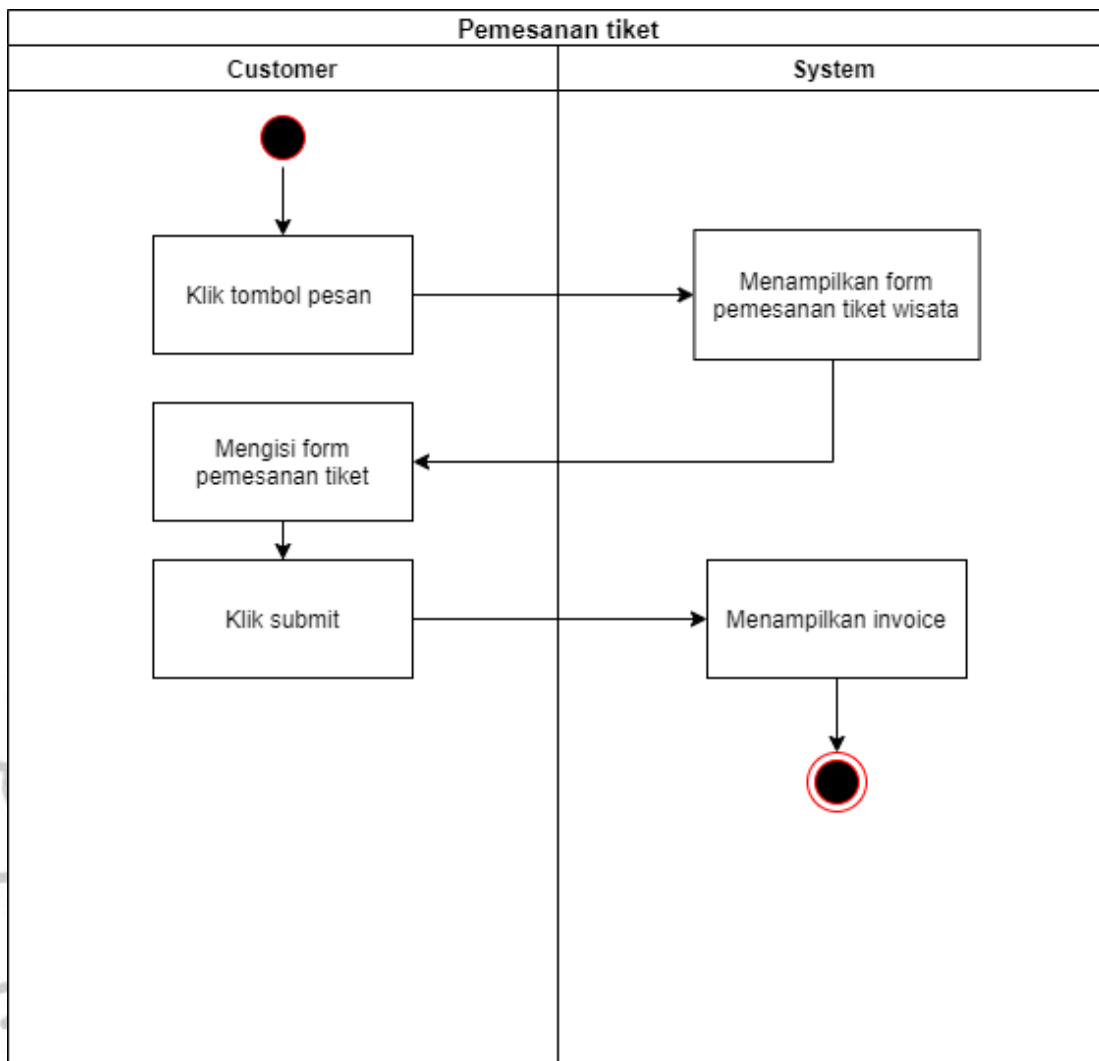 Pemesanan tiket
Customer
System
Klik tombol pesan
Menampilkan form
pemesanan tiket wisata
Mengisi form
pemesanan tiket
Klik submit
Menampilkan invoice